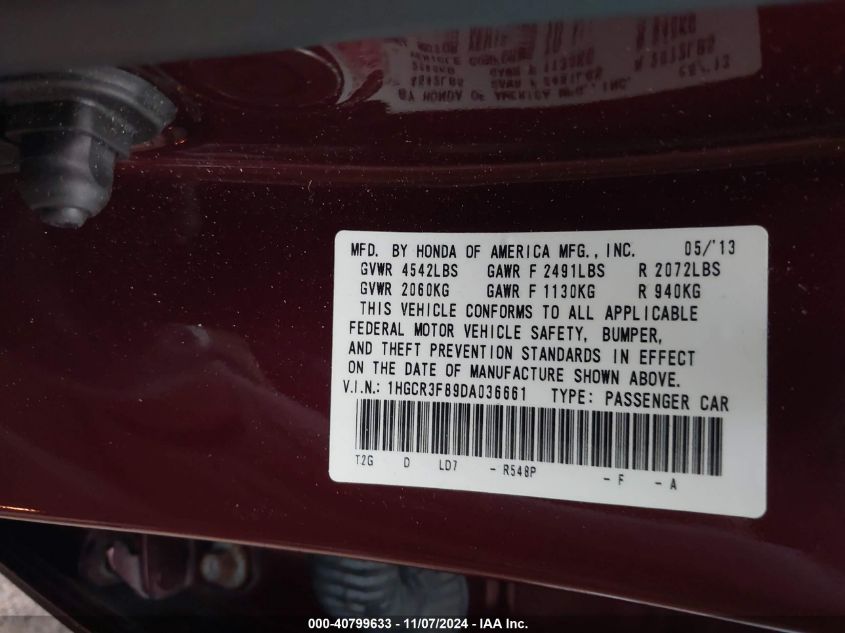 MFD. BY HONDA OF AMERICA MFG., INC. 05/'13
GVWR 4542LBS GAWR F 2491LBS R 2072LBS
GVWR 2060KG GAWR F 1130KG R 940KG
THIS VEHICLE CONFORMS TO ALL APPLICABLE
FEDERAL MOTOR VEHICLE SAFETY, BUMPER,
AND THEFT PREVENTION STANDARDS IN EFFECT
ON THE DATE OF MANUFACTURE SHOWN ABOVE.
V.I.N.: 1HGCR3F89DA036661 TYPE: PASSENGER CAR
T2G D LD7 - R548P - F - A
000-40799633 - 11/07/2024 - IAA Inc.